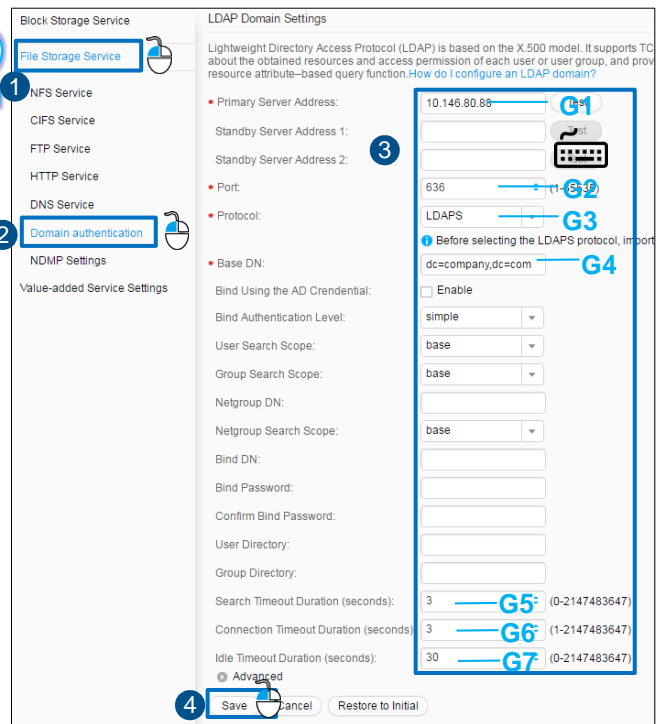 Block Storage Service
LDAP Domain Settings
File Storage Service
Lightweight Directory Access Protocol (LDAP) is based on the X.500 model. It supports TC
about the obtained resources and access permission of each user or user group, and prov
resource attribute–based query function.How do I configure an LDAP domain?
1
NFS Service
CIFS Service
FTP Service
HTTP Service
DNS Service
2
Domain authentication
NDMP Settings
Value-added Service Settings
3
* Primary Server Address: 10.146.80.88 G1 Test
Standby Server Address 1: Test
Standby Server Address 2:
* Port: 636 G2 (1-65535)
* Protocol: LDAPS G3
Before selecting the LDAPS protocol, import
* Base DN: dc=company,dc=com G4
Bind Using the AD Crendential: Enable
Bind Authentication Level: simple
User Search Scope: base
Group Search Scope: base
Netgroup DN:
Netgroup Search Scope: base
Bind DN:
Bind Password:
Confirm Bind Password:
User Directory:
Group Directory:
Search Timeout Duration (seconds): 3 G5 (0-2147483647)
Connection Timeout Duration (seconds) 3 G6 (1-2147483647)
Idle Timeout Duration (seconds): 30 G7 (0-2147483647)
Advanced
4 Save Cancel Restore to Initial